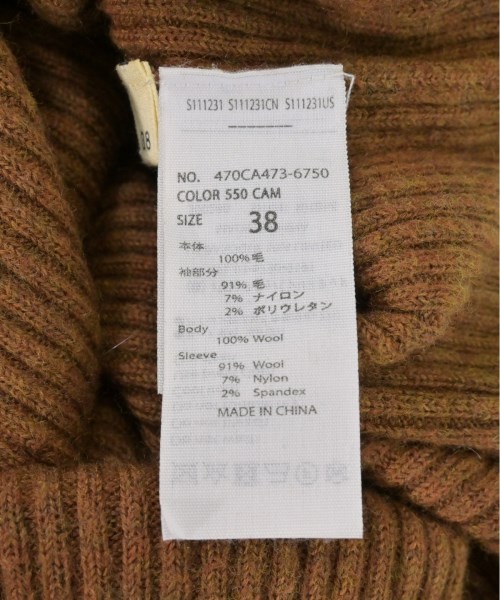 S111231 S111231CN S111231US
NO. 470CA473-6750
COLOR 550 CAM
SIZE 38
本体
100% 毛
袖部分
91% 毛
7% ナイロン
2% ポリウレタン
Body
100% Wool
Sleeve
91% Wool
7% Nylon
2% Spandex
MADE IN CHINA
38